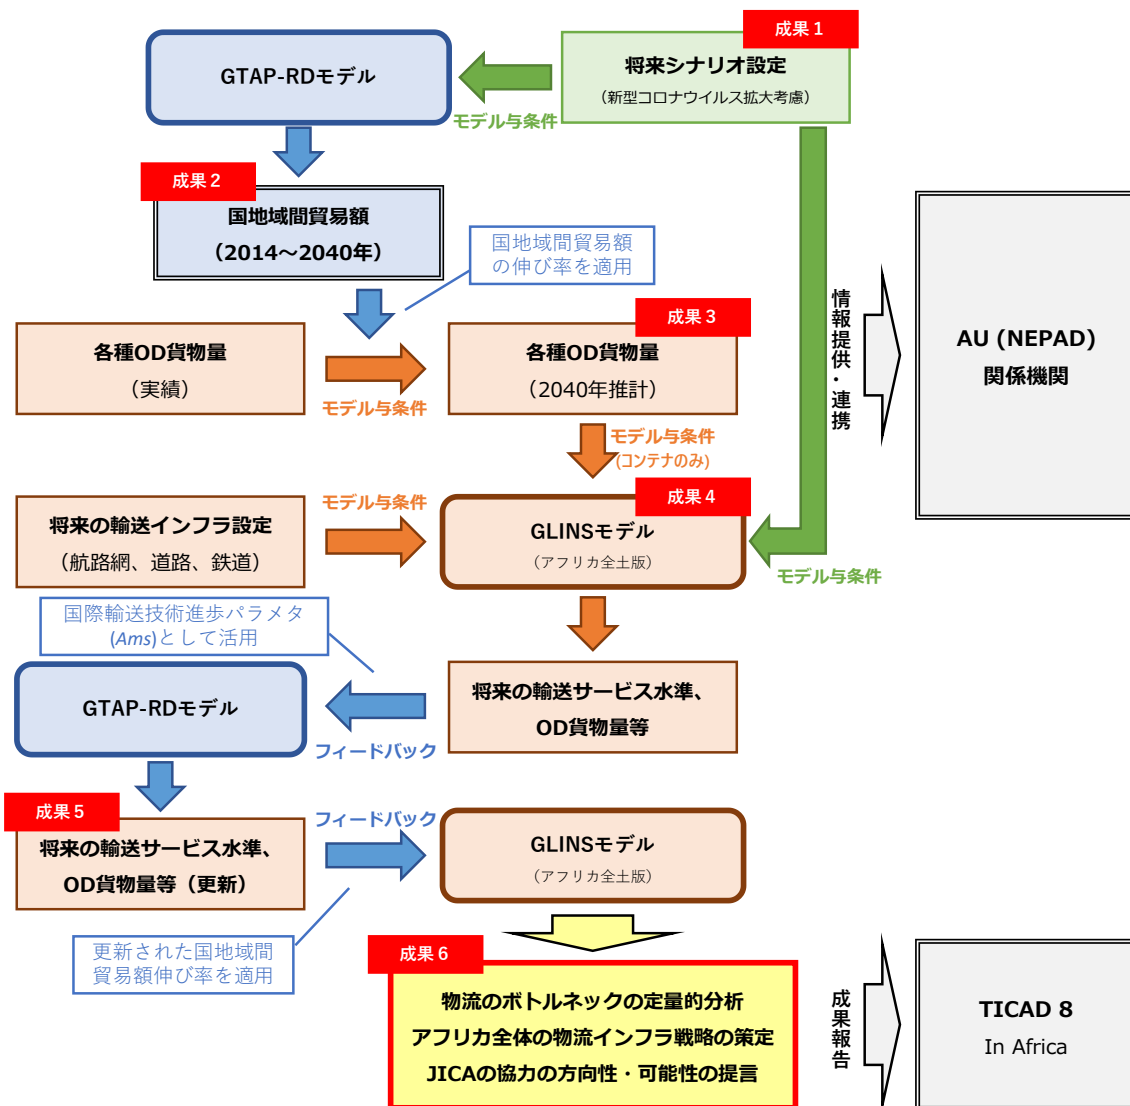 成果１
将来シナリオ設定
（新型コロナウイルス拡大考慮）
GTAP-RDモデル
モデル与条件
成果２
国地域間貿易額
（2014～2040年）
国地域間貿易額
の伸び率を適用
各種OD貨物量
（実績）
モデル与条件
成果３
各種OD貨物量
（2040年推計）
情報提供・連携
AU (NEPAD)
関係機関
モデル与条件
(コンテナのみ)
将来の輸送インフラ設定
（航路網、道路、鉄道）
モデル与条件
成果４
GLINSモデル
（アフリカ全土版）
モデル与条件
国際輸送技術進歩パラメタ
(Ams)として活用
将来の輸送サービス水準、
OD貨物量等
GTAP-RDモデル
フィードバック
成果５
将来の輸送サービス水準、
OD貨物量等（更新）
フィードバック
GLINSモデル
（アフリカ全土版）
更新された国地域間
貿易額伸び率を適用
成果６
物流のボトルネックの定量的分析
アフリカ全体の物流インフラ戦略の策定
JICAの協力の方向性・可能性の提言
成果報告
TICAD 8
In Africa